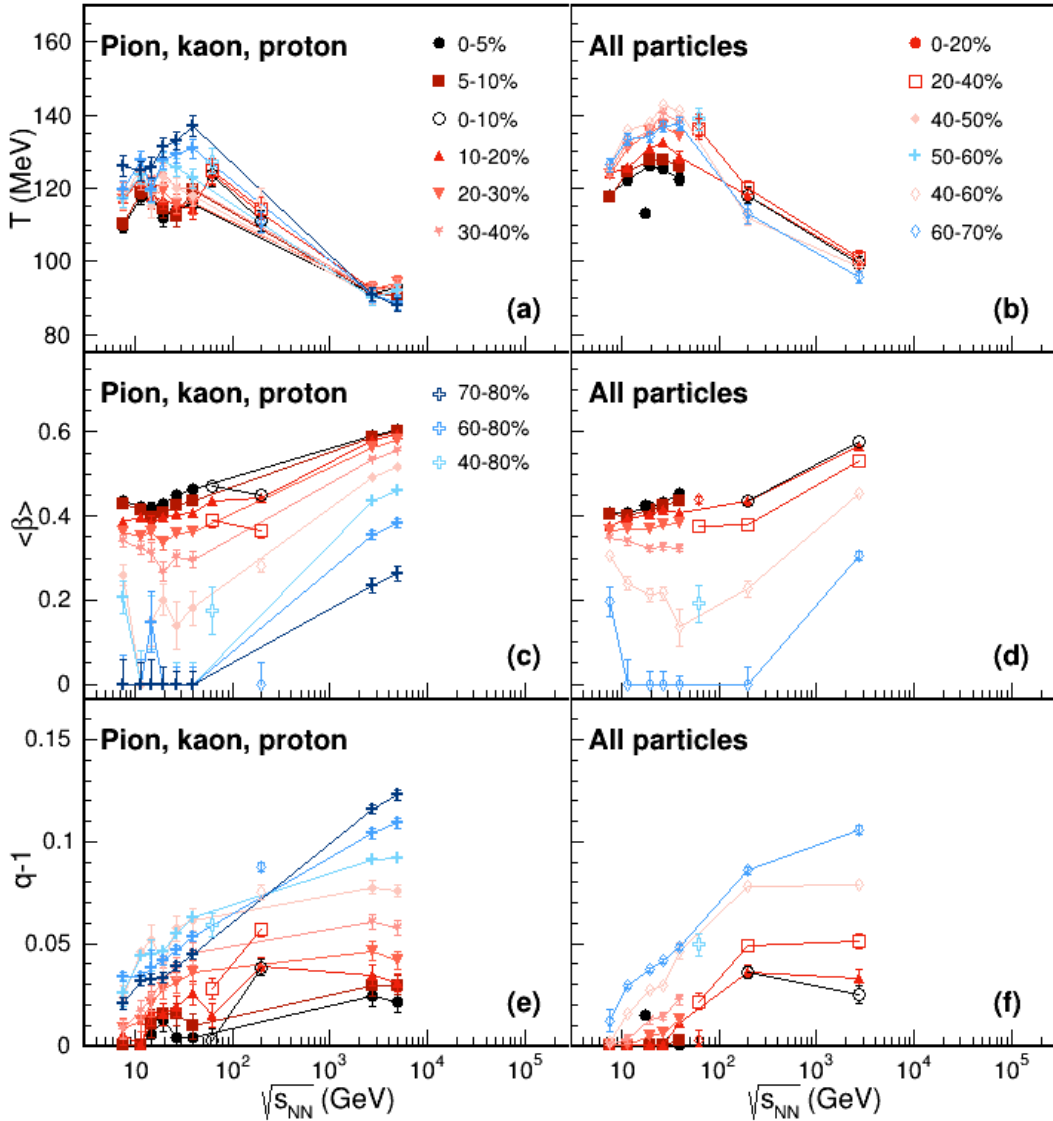 Pion, kaon, proton
0-5%
5-10%
0-10%
10-20%
20-30%
30-40%
T (MeV)
160
140
120
100
80
(a)
All particles
0-20%
20-40%
40-50%
50-60%
40-60%
60-70%
(b)
Pion, kaon, proton
70-80%
60-80%
40-80%
<β>
0.6
0.4
0.2
0
(c)
All particles
(d)
Pion, kaon, proton
q-1
0.15
0.1
0.05
0
(e)
10 10² 10³ 10⁴ 10⁵
√sNN (GeV)
All particles
(f)
10 10² 10³ 10⁴ 10⁵
√sNN (GeV)